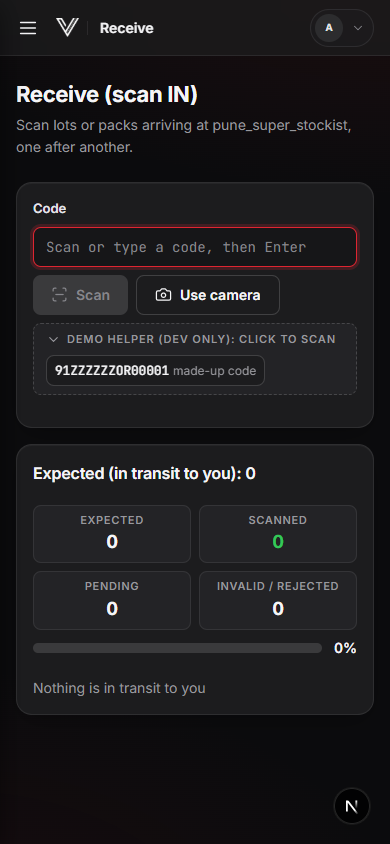 Receive
A
Receive (scan IN)
Scan lots or packs arriving at pune_super_stockist,
one after another.
Code
Scan or type a code, then Enter
Scan
Use camera
DEMO HELPER (DEV ONLY): CLICK TO SCAN
91ZZZZZZOR00001 made-up code
Expected (in transit to you): 0
EXPECTED
0
SCANNED
0
PENDING
0
INVALID / REJECTED
0
0%
Nothing is in transit to you
N